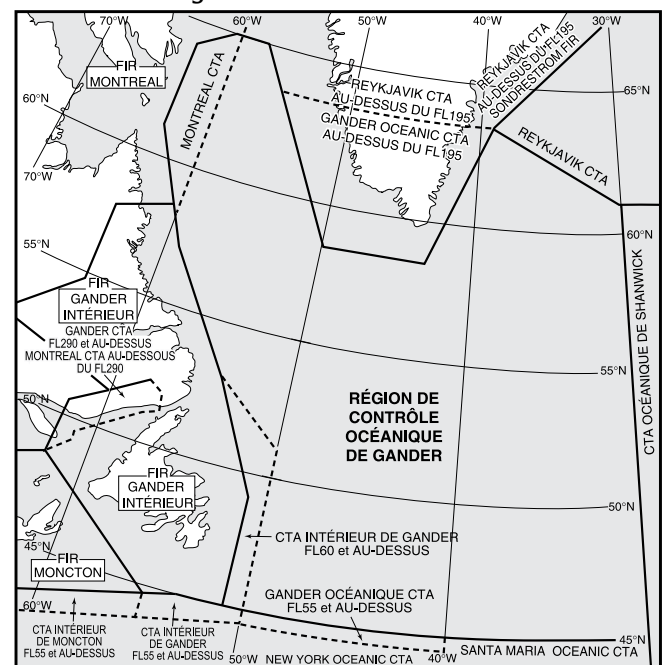 70°W
60°W
50°W
40°W
30°W
FIR
MONTREAL
MONTREAL CTA
REYKJAVIK CTA
AU-DESSUS DU FL195
GANDER OCEANIC CTA
AU-DESSUS DU FL195
REYKJAVIK CTA
AU-DESSUS DU FL195
SONDRESTROM FIR
65°N
60°N
REYKJAVIK CTA
70°W
60°N
55°N
FIR
GANDER
INTÉRIEUR
GANDER CTA
FL290 et AU-DESSUS
MONTREAL CTA AU-DESSOUS
DU FL290
CTA OCÉANIQUE DE SHANWICK
55°N
50°N
RÉGION DE
CONTRÔLE
OCÉANIQUE
DE GANDER
FIR
GANDER
INTÉRIEUR
50°N
CTA INTÉRIEUR DE GANDER
FL60 et AU-DESSUS
45°N
FIR
MONCTON
GANDER OCÉANIQUE CTA
FL55 et AU-DESSUS
60°W
CTA INTÉRIEUR
DE MONCTON
FL55 et AU-DESSUS
CTA INTÉRIEUR
DE GANDER
FL55 et AU-DESSUS
45°N
50°W
NEW YORK OCEANIC CTA
40°W
SANTA MARIA OCEANIC CTA